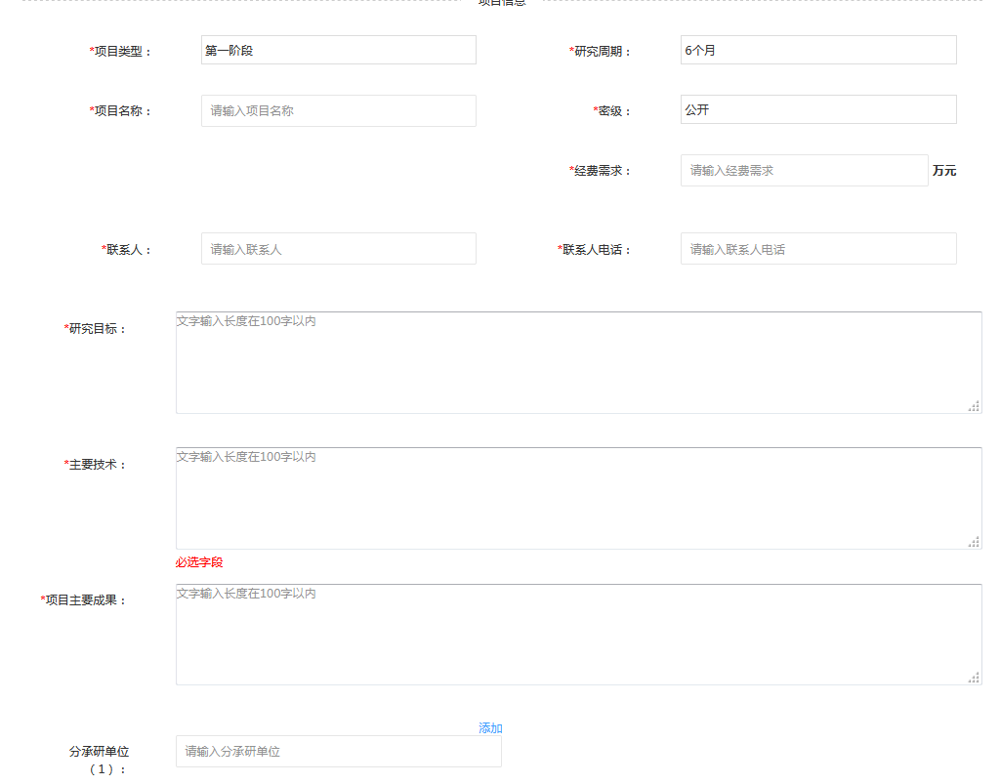 项目信息
*项目类型： 第一阶段 *研究周期： 6个月
*项目名称： 请输入项目名称 *密级： 公开
*经费需求： 请输入经费需求 万元
*联系人： 请输入联系人 *联系人电话： 请输入联系人电话
*研究目标： 文字输入长度在100字以内
*主要技术： 文字输入长度在100字以内
必选字段
*项目主要成果： 文字输入长度在100字以内
添加
分承研单位 请输入分承研单位
（1）：